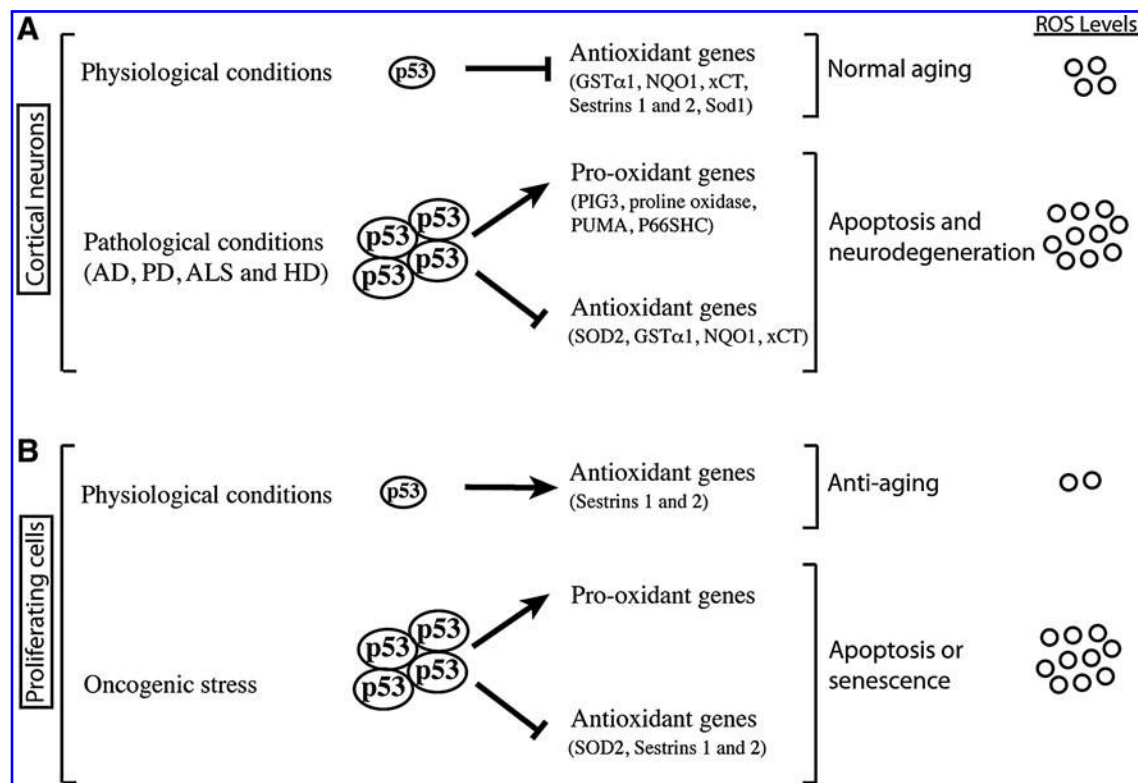 A
ROS Levels
Cortical neurons
Physiological conditions
p53
Antioxidant genes
(GSTα1, NQO1, xCT,
Sestrins 1 and 2, Sod1)
Normal aging
Pathological conditions
(AD, PD, ALS and HD)
p53
p53
p53
p53
Pro-oxidant genes
(PIG3, proline oxidase,
PUMA, P66SHC)
Antioxidant genes
(SOD2, GSTα1, NQO1, xCT)
Apoptosis and
neurodegeneration
B
Proliferating cells
Physiological conditions
p53
Antioxidant genes
(Sestrins 1 and 2)
Anti-aging
Oncogenic stress
p53
p53
p53
p53
Pro-oxidant genes
Antioxidant genes
(SOD2, Sestrins 1 and 2)
Apoptosis or
senescence